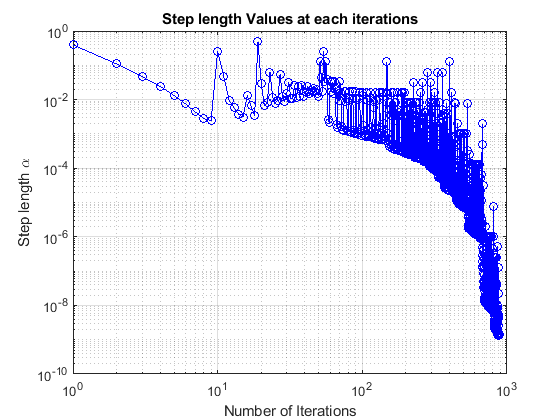 Step length Values at each iterations
10^0
10^-2
10^-4
10^-6
10^-8
10^-10
Step length α
10^0 10^1 10^2 10^3
Number of Iterations